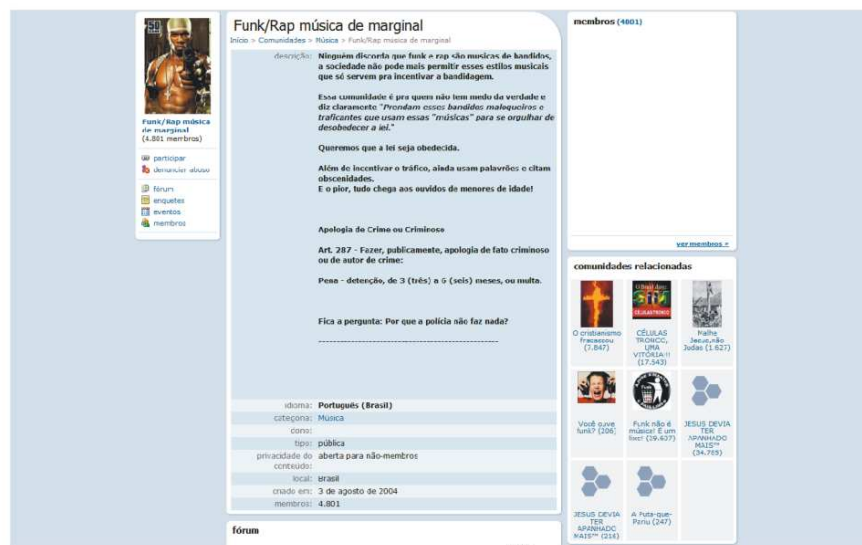 Funk/Rap música de marginal
(4.801 membros)
participar
denunciar abuso
fórum
enquetes
eventos
membros
Funk/Rap música de marginal
Início > Comunidades > Música > Funk/Rap música de marginal
descrição: Ninguém discorda que funk e rap são musicas de bandidos,
a sociedade não pode mais permitir esses estilos musicais
que só servem pra incentivar a bandidagem.
Essa comunidade é pra quem não tem medo da verdade e
diz claramente "Prendam esses bandidos maloqueiros e
traficantes que usam essas "músicas" para se orgulhar de
desobedecer a lei."
Queremos que a lei seja obedecida.
Além de incentivar o tráfico, ainda usam palavrões e citam
obscenidades.
E o pior, tudo chega aos ouvidos de menores de idade!
Apologia de Crime ou Criminoso
Art. 287 - Fazer, publicamente, apologia de fato criminoso
ou de autor de crime:
Pena - detenção, de 3 (três) a 6 (seis) meses, ou multa.
Fica a pergunta: Por que a polícia não faz nada?
------------------------------------------------
idioma: Português (Brasil)
categoria: Música
dono:
tipo: pública
privacidade do conteúdo: aberta para não-membros
local: Brasil
criado em: 3 de agosto de 2004
membros: 4.801
fórum
membros (4801)
ver membros »
comunidades relacionadas
O cristianismo
fracassou
(7.847)
CÉLULAS
TRONCO,
UMA
VITÓRIA!!
(17.543)
Malhe
Jesus,não
Judas (1.627)
Você ouve
funk? (206)
Funk não é
música! É um
lixo! (19.637)
JESUS DEVIA
TER
APANHADO
MAIS™
(34.785)
JESUS DEVIA
TER
APANHADO
MAIS™ (216)
A Puta-que-
Pariu (247)